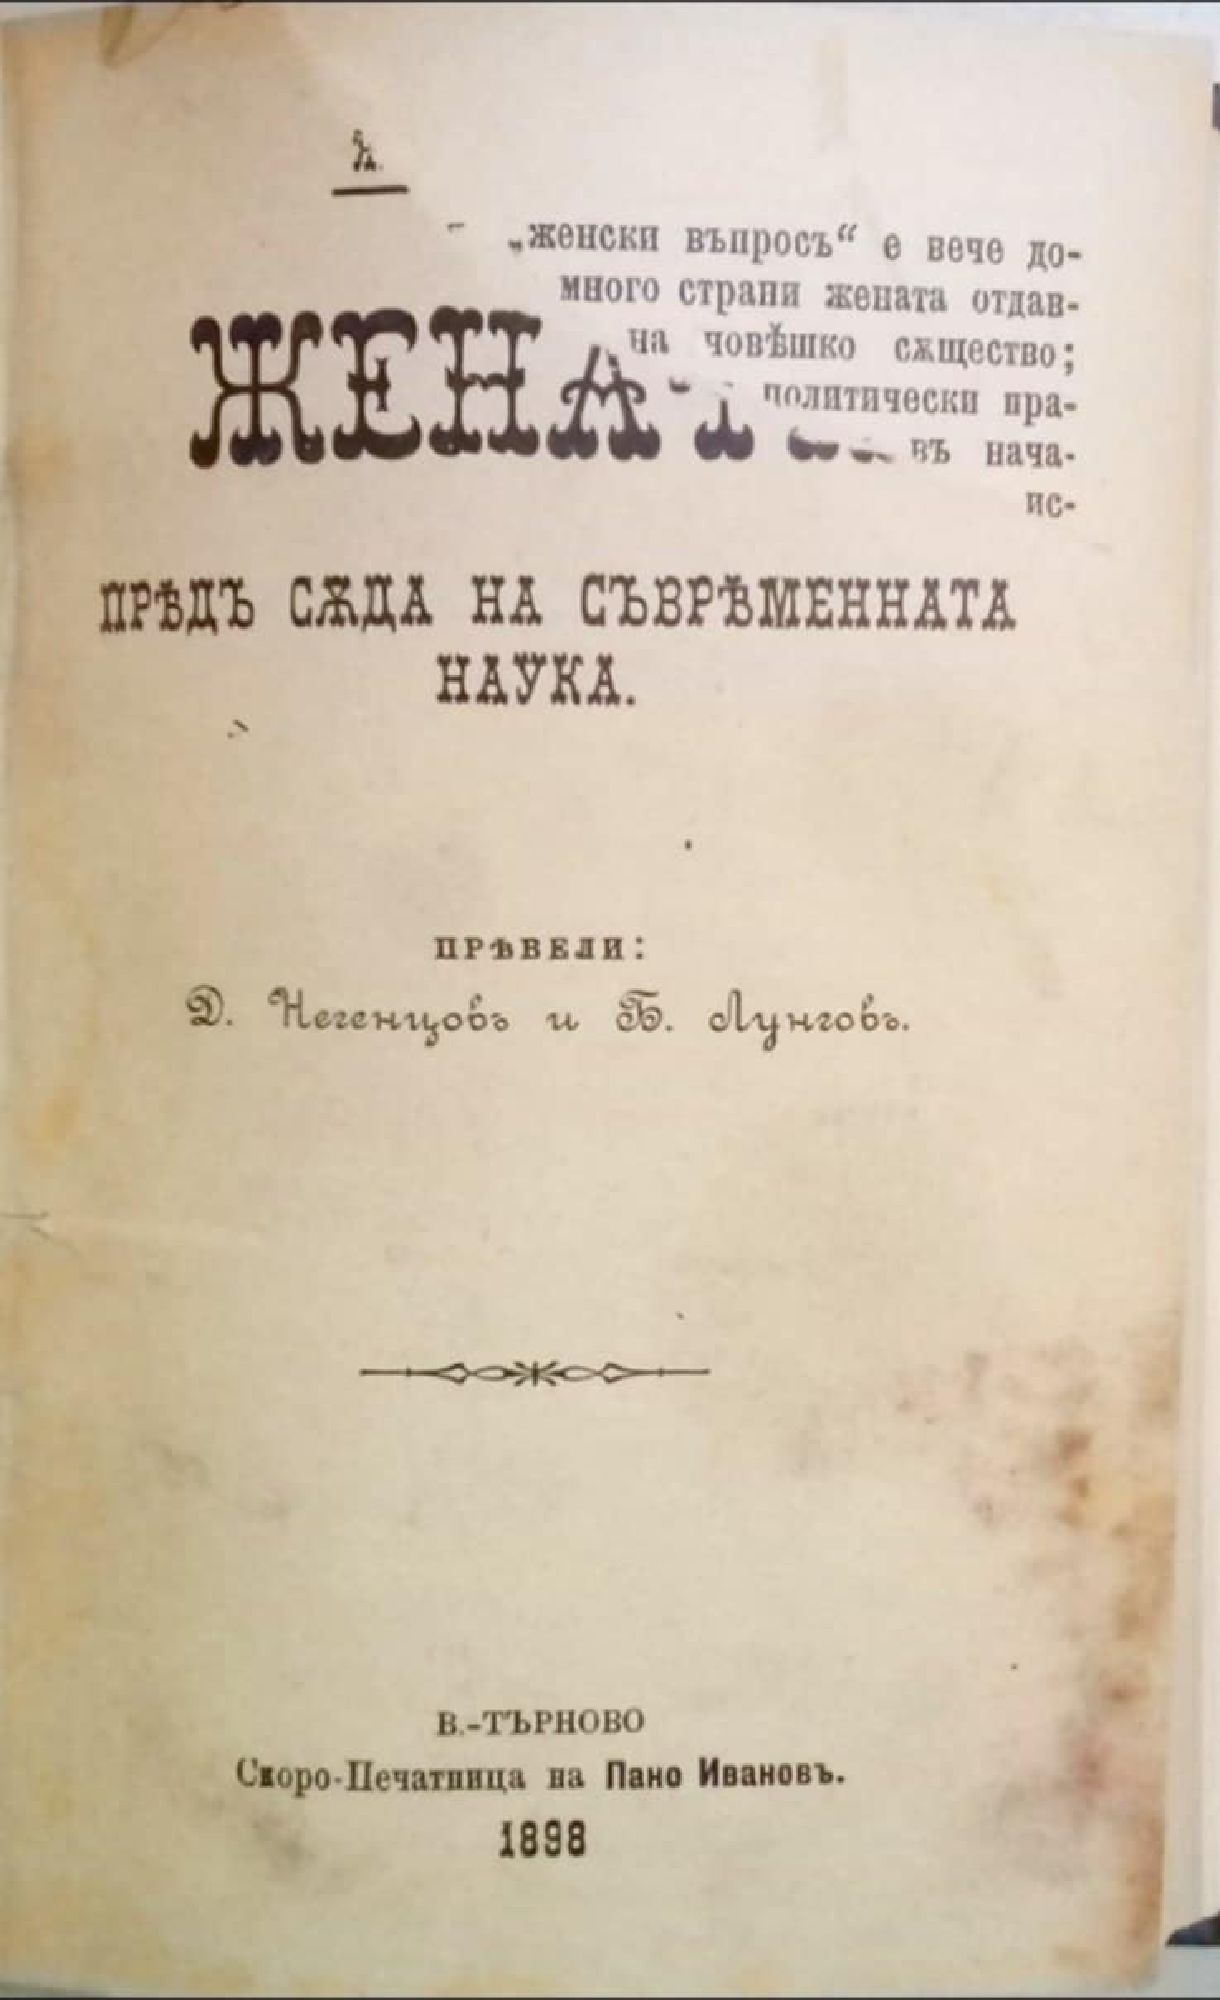 „женски въпросъ“ е вече до-
много страни жената отдав-
на човѣшко сѫщество;
политически пра-
въ нача-
ис-
ЖЕНАТА
ПРѢДЪ СѪДА НА СЪВРѢМЕННАТА
НАУКА.
ПРѢВЕЛИ:
Д. Негенцовъ и Б. Лунговъ.
В.-ТЪРНОВО
Скоро-Печатница на Пано Ивановъ.
1898